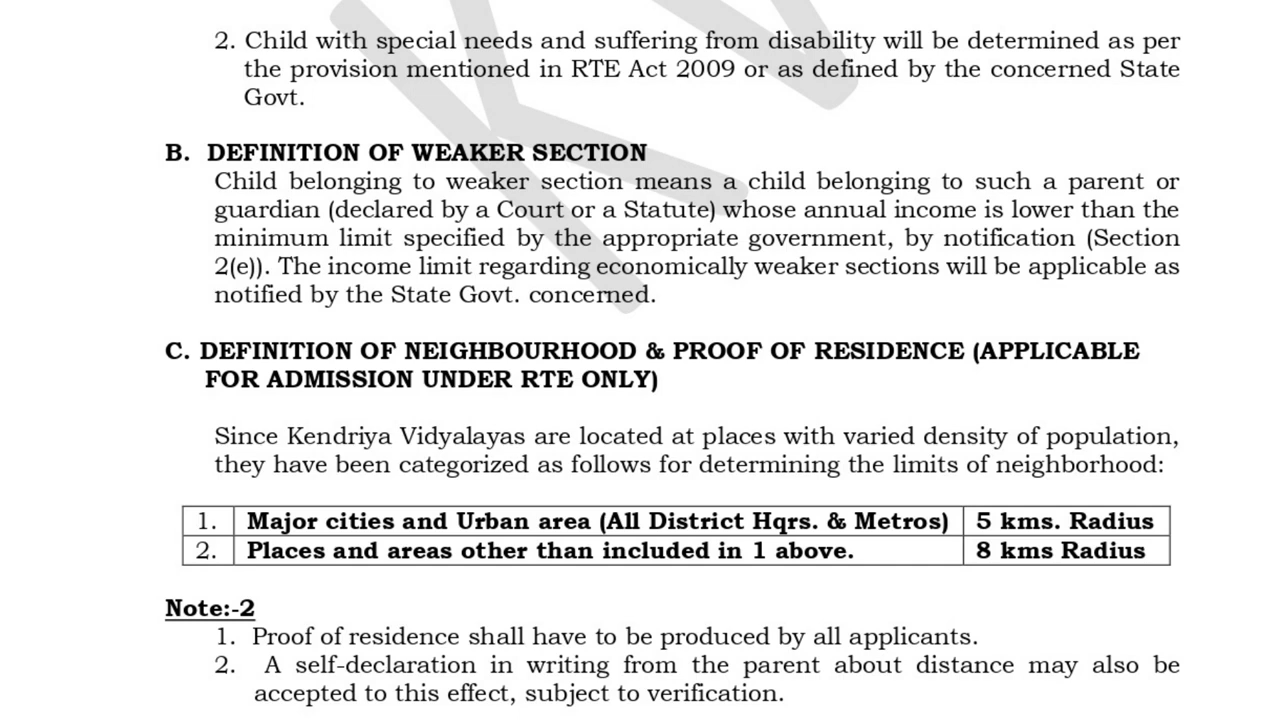 2. Child with special needs and suffering from disability will be determined as per
the provision mentioned in RTE Act 2009 or as defined by the concerned State
Govt.
B. DEFINITION OF WEAKER SECTION
Child belonging to weaker section means a child belonging to such a parent or
guardian (declared by a Court or a Statute) whose annual income is lower than the
minimum limit specified by the appropriate government, by notification (Section
2(e)). The income limit regarding economically weaker sections will be applicable as
notified by the State Govt. concerned.
C. DEFINITION OF NEIGHBOURHOOD & PROOF OF RESIDENCE (APPLICABLE
FOR ADMISSION UNDER RTE ONLY)
Since Kendriya Vidyalayas are located at places with varied density of population,
they have been categorized as follows for determining the limits of neighborhood:
1. Major cities and Urban area (All District Hqrs. & Metros) 5 kms. Radius
2. Places and areas other than included in 1 above. 8 kms Radius
Note:-2
1. Proof of residence shall have to be produced by all applicants.
2. A self-declaration in writing from the parent about distance may also be
accepted to this effect, subject to verification.